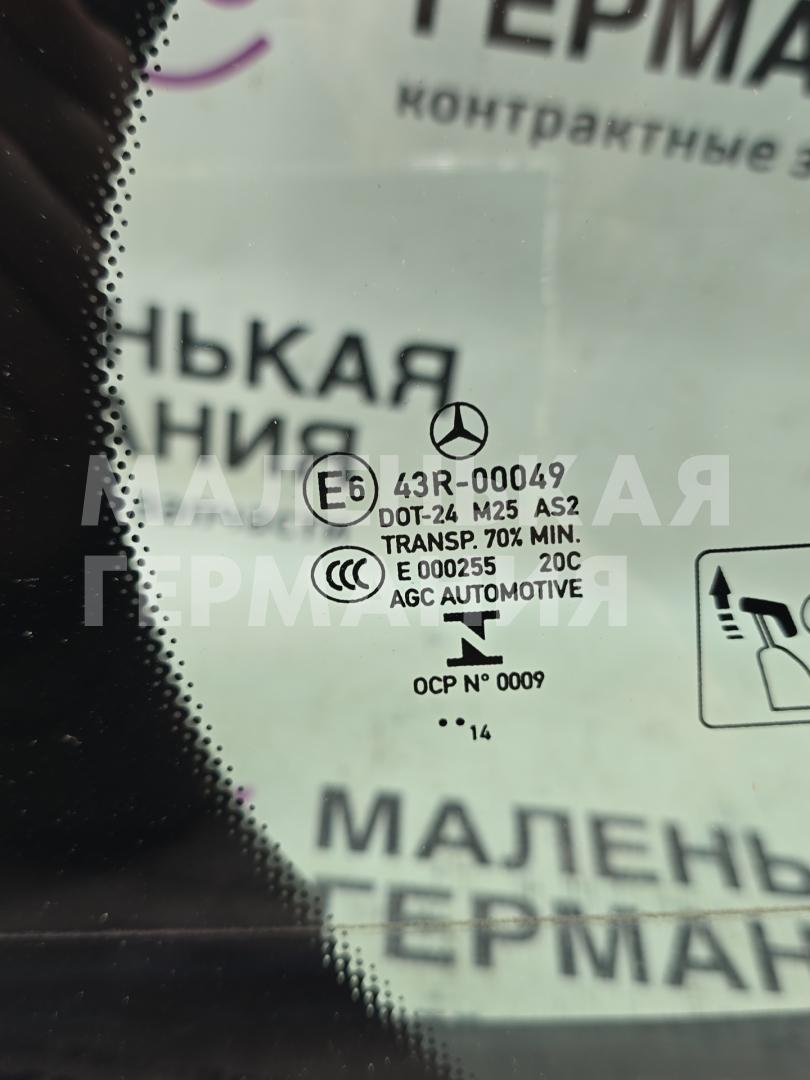 ГЕРМА
контрактные з
НЬКАЯ
АНИЯ
43R-00049
E6
DOT-24 M25 AS2
TRANSP. 70% MIN.
E 000255 20C
CCC
AGC AUTOMOTIVE
OCP N° 0009
•• 14
МАЛЕНЬКАЯ
ГЕРМАНИЯ
МАЛЕНЬ
ГЕРМАН